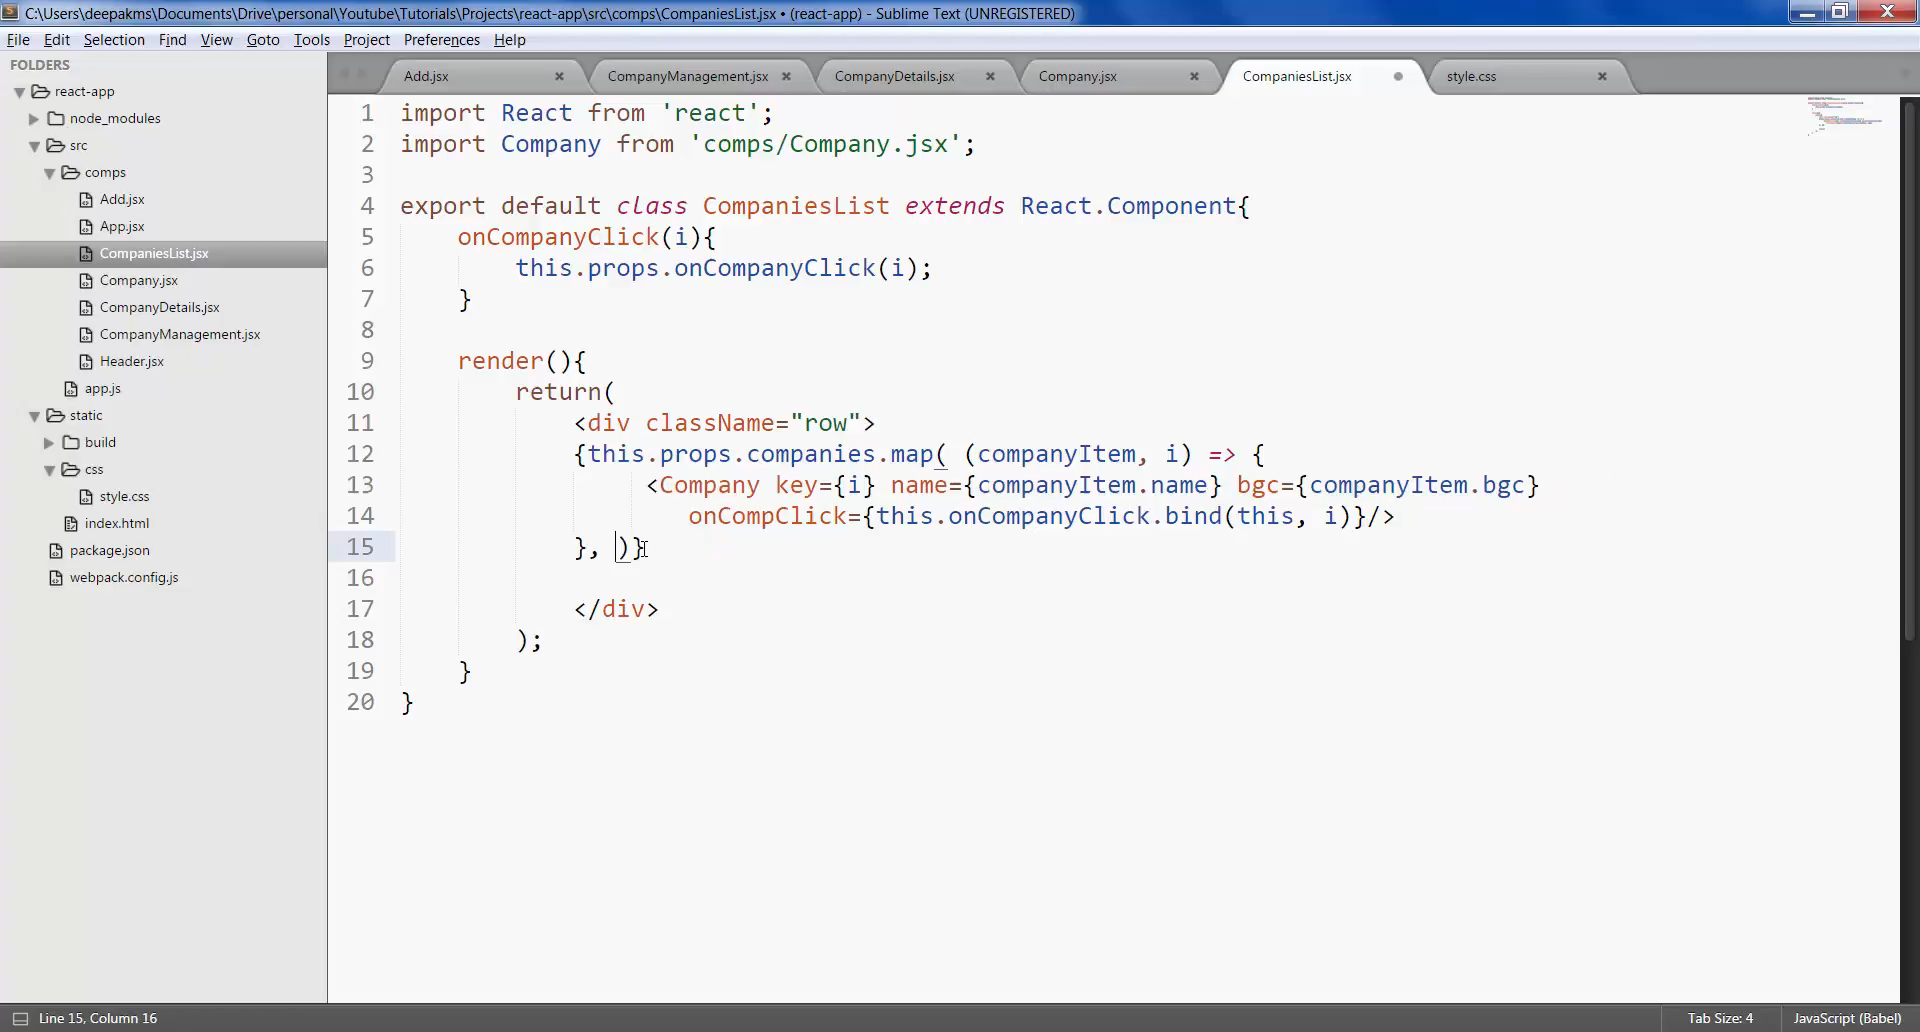 C:\Users\deepakms\Documents\Drive\personal\Youtube\Tutorials\Projects\react-app\src\comps\CompaniesList.jsx • (react-app) - Sublime Text (UNREGISTERED)
File Edit Selection Find View Goto Tools Project Preferences Help
FOLDERS
react-app
node_modules
src
comps
Add.jsx
App.jsx
CompaniesList.jsx
Company.jsx
CompanyDetails.jsx
CompanyManagement.jsx
Header.jsx
app.js
static
build
css
style.css
index.html
package.json
webpack.config.js
Add.jsx CompanyManagement.jsx CompanyDetails.jsx Company.jsx CompaniesList.jsx style.css
1 import React from 'react';
2 import Company from 'comps/Company.jsx';
3
4 export default class CompaniesList extends React.Component{
5 onCompanyClick(i){
6 this.props.onCompanyClick(i);
7 }
8
9 render(){
10 return(
11 <div className="row">
12 {this.props.companies.map( (companyItem, i) => {
13 <Company key={i} name={companyItem.name} bgc={companyItem.bgc}
14 onCompClick={this.onCompanyClick.bind(this, i)}/>
15 }, )}
16
17 </div>
18 );
19 }
20 }
Line 15, Column 16 Tab Size: 4 JavaScript (Babel)